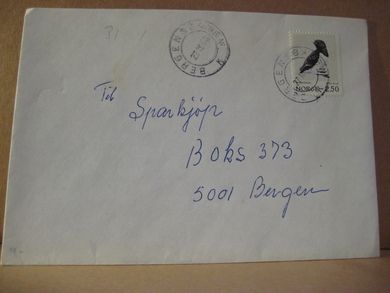 Til
Sparkjøp
Boks 373
5001 Bergen
NORGE 2.50
BERGEN